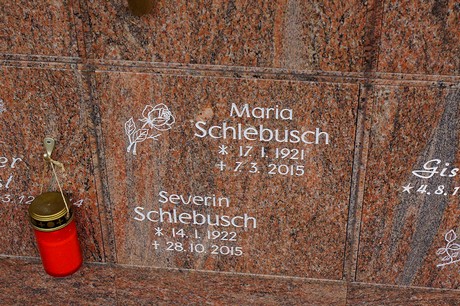 Maria
Schlebusch
* 17. 1. 1921
+ 7. 3. 2015
Severin
Schlebusch
* 14. 1. 1922
+ 28. 10. 2015